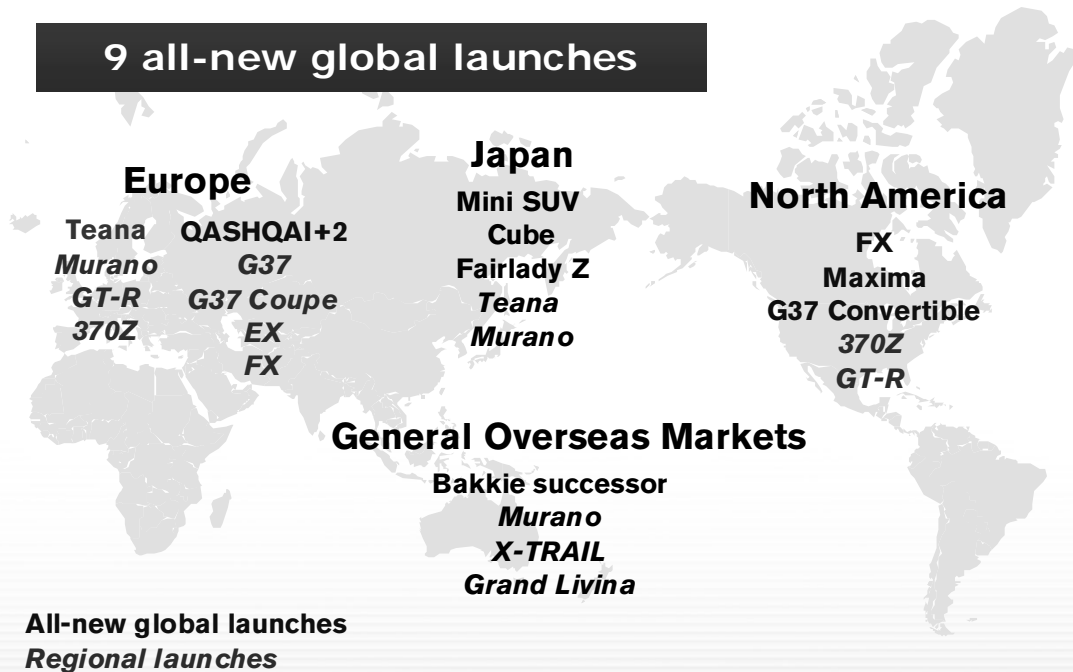 9 all-new global launches
Europe
Teana
Murano
GT-R
370Z
QASHQAI+2
G37
G37 Coupe
EX
FX
Japan
Mini SUV
Cube
Fairlady Z
Teana
Murano
North America
FX
Maxima
G37 Convertible
370Z
GT-R
General Overseas Markets
Bakkie successor
Murano
X-TRAIL
Grand Livina
All-new global launches
Regional launches